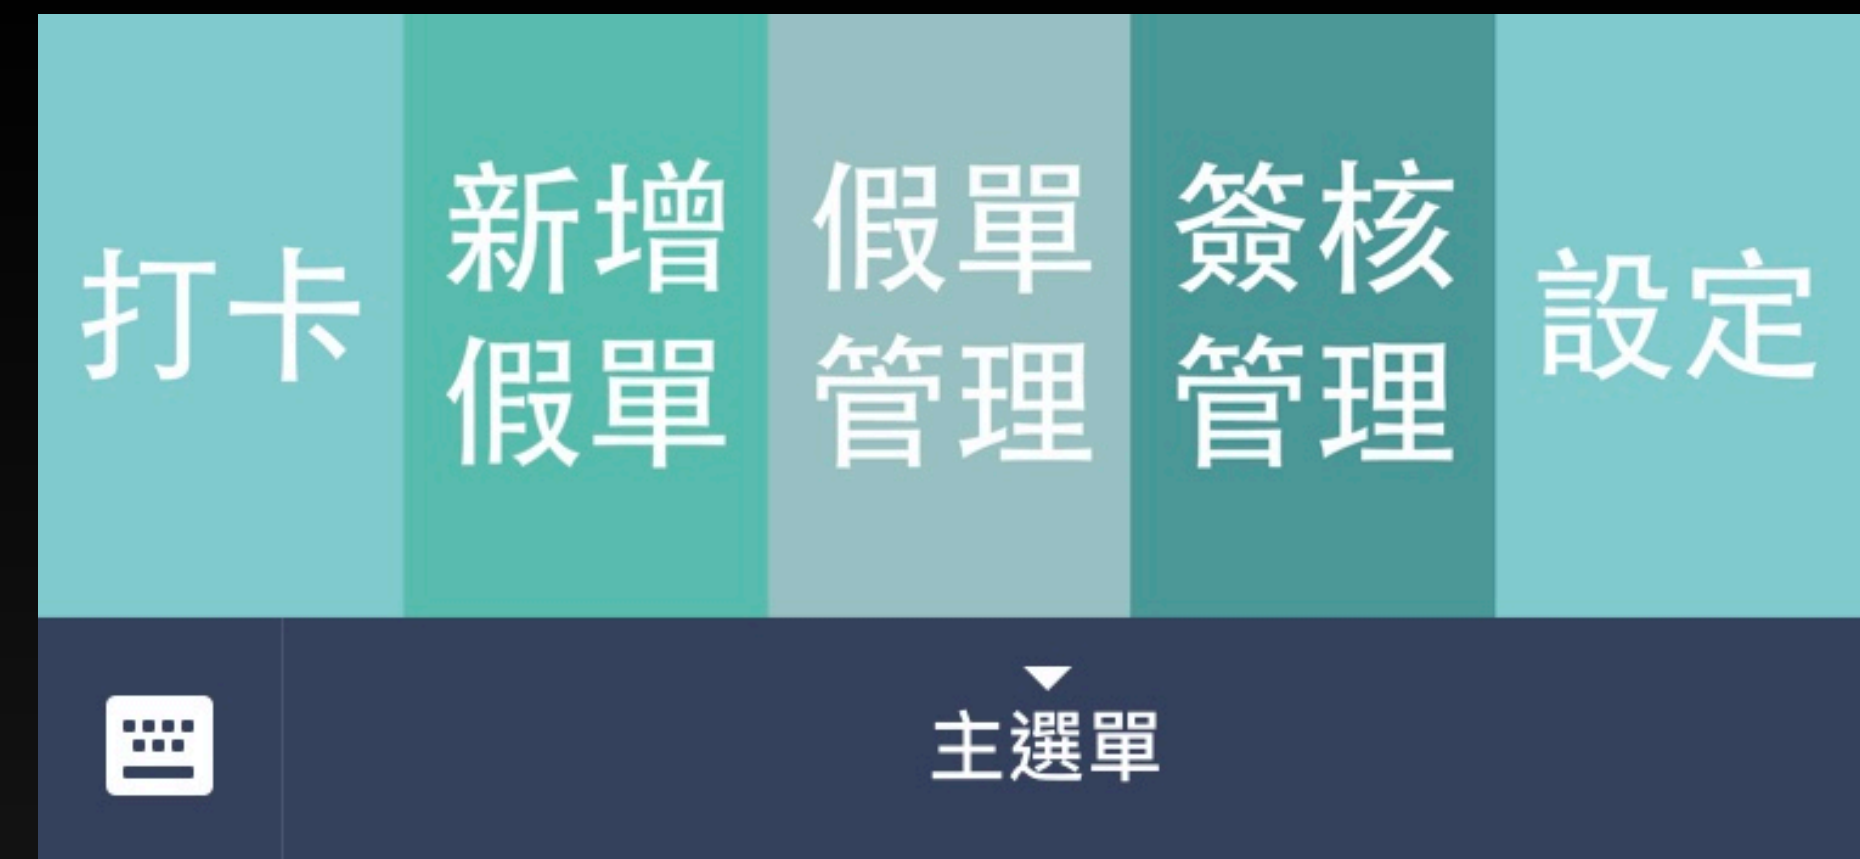 打卡
新增
假單
假單
管理
簽核
管理
設定
主選單